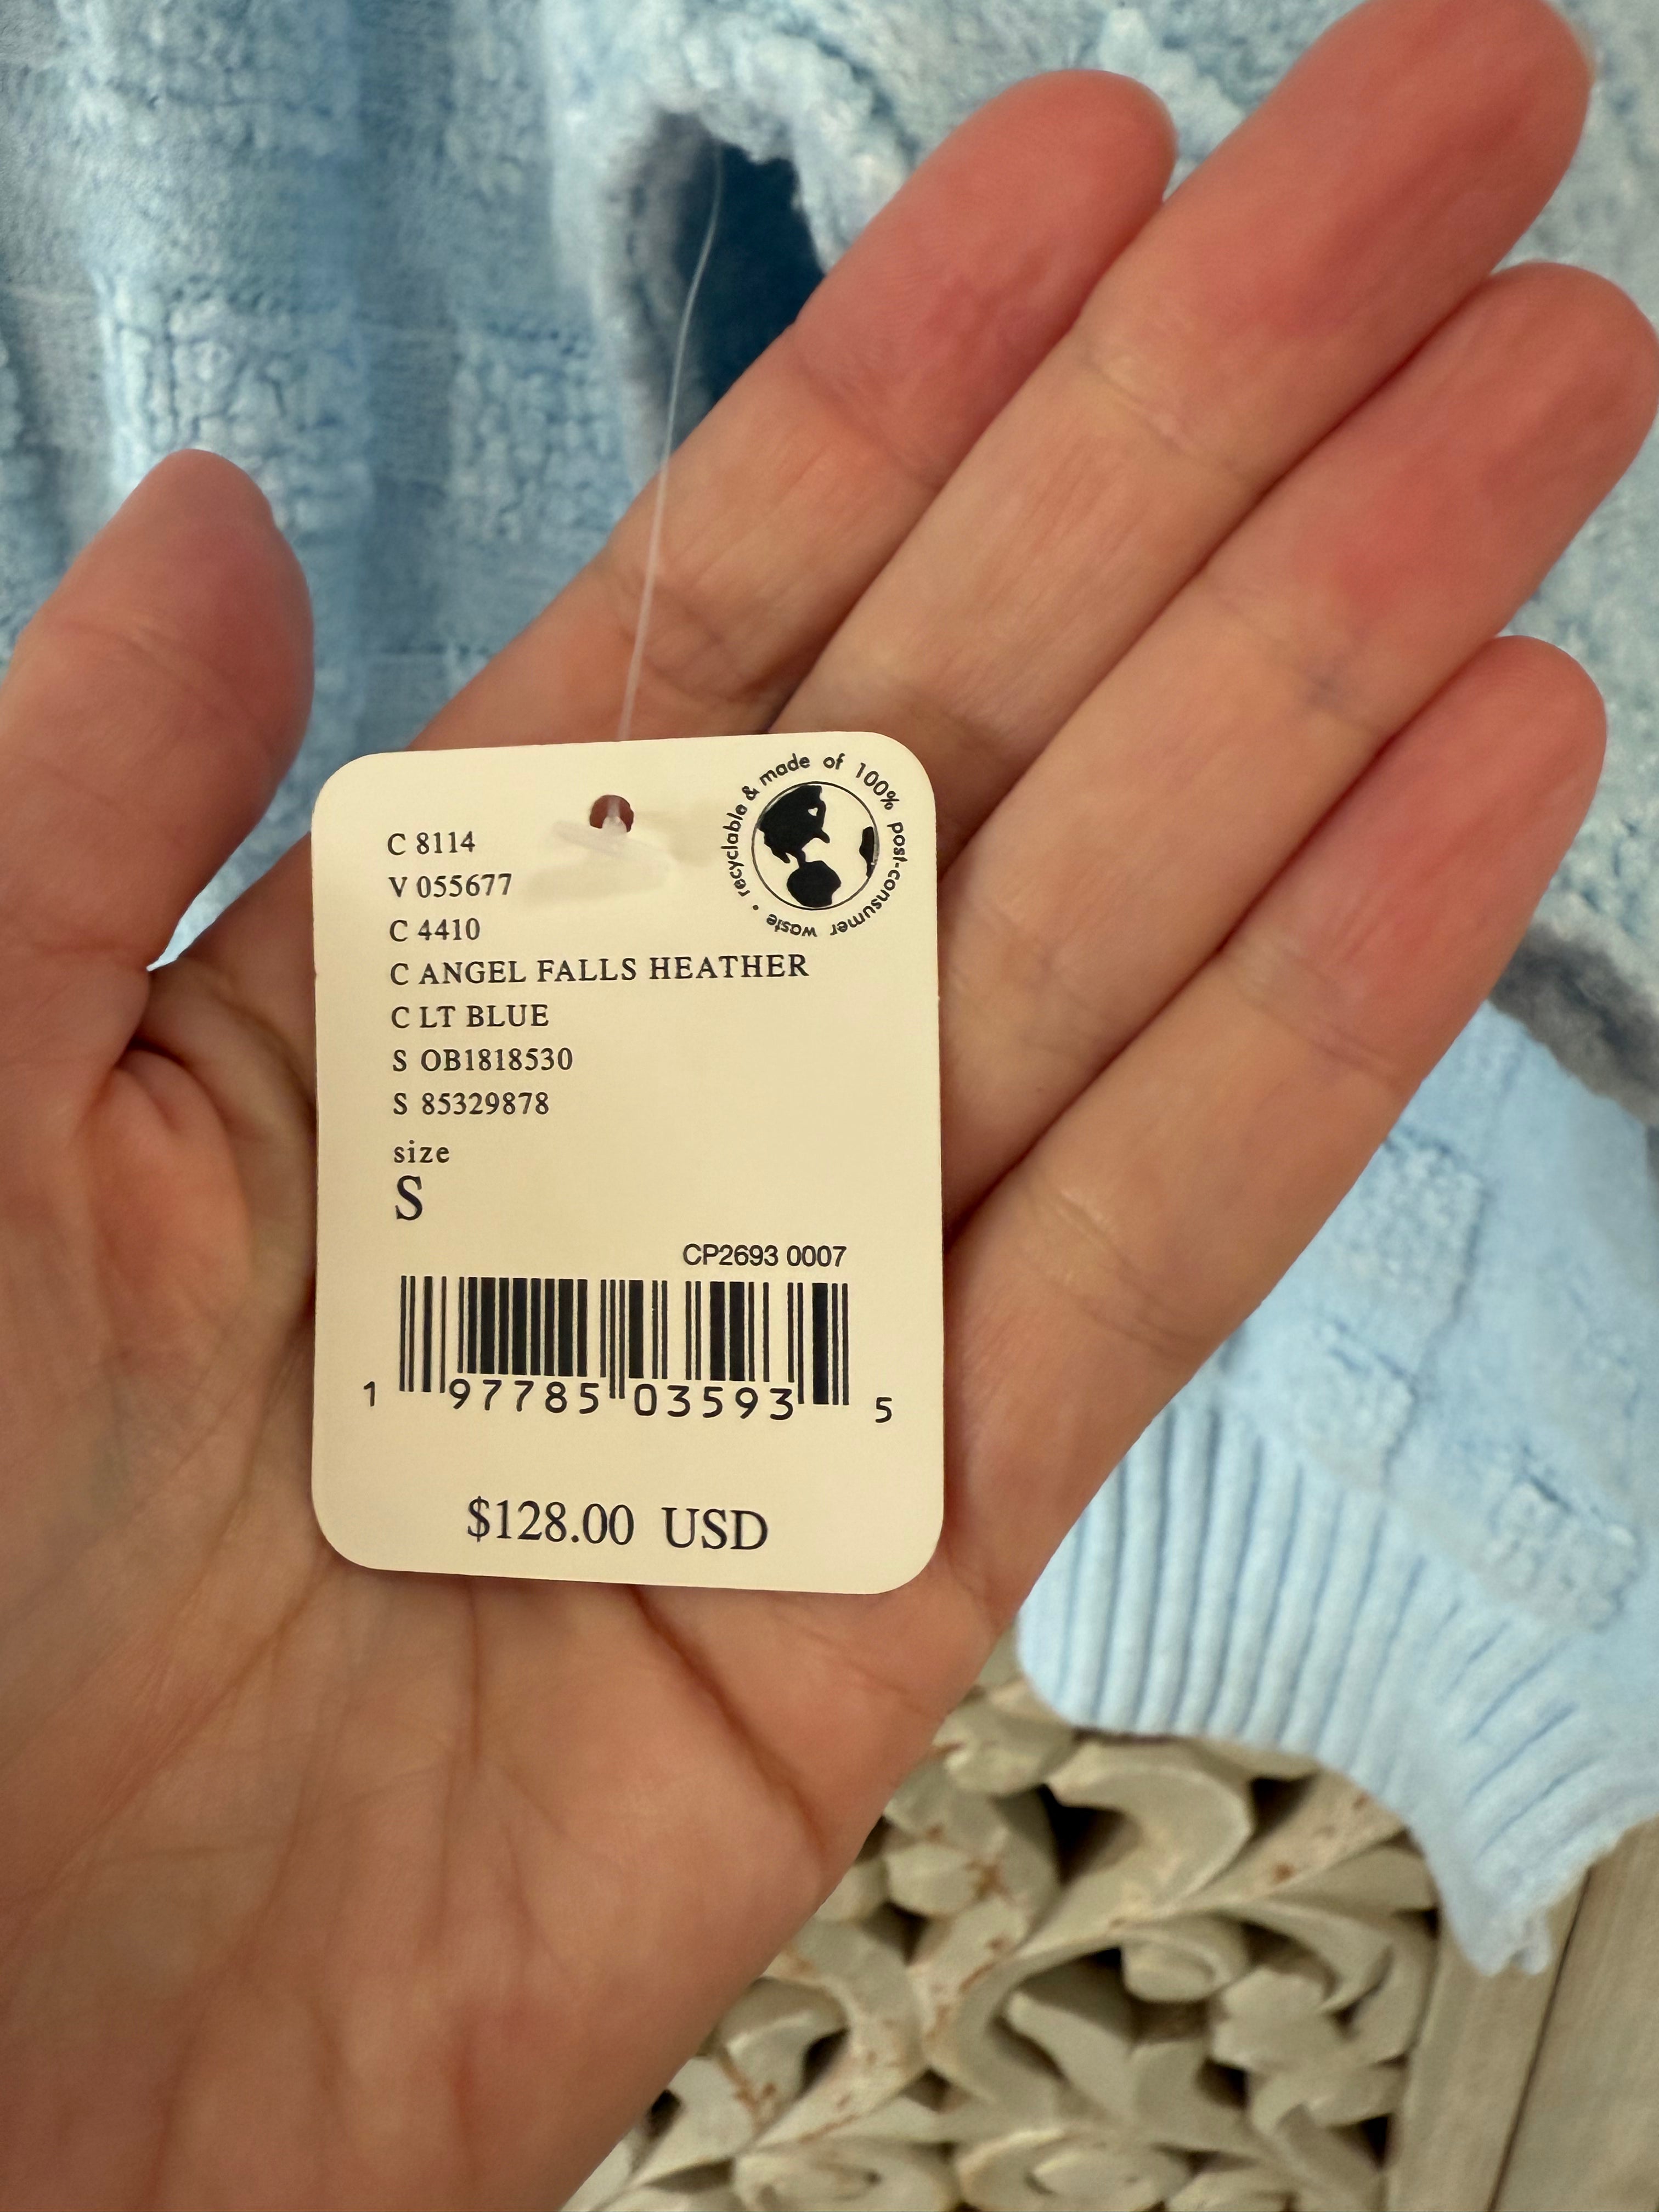 recyclable & made of 100% post-consumer waste •
C 8114
V 055677
C 4410
C ANGEL FALLS HEATHER
C LT BLUE
S OB1818530
S 85329878
size
S
CP2693 0007
1 97785 03593 5
$128.00 USD